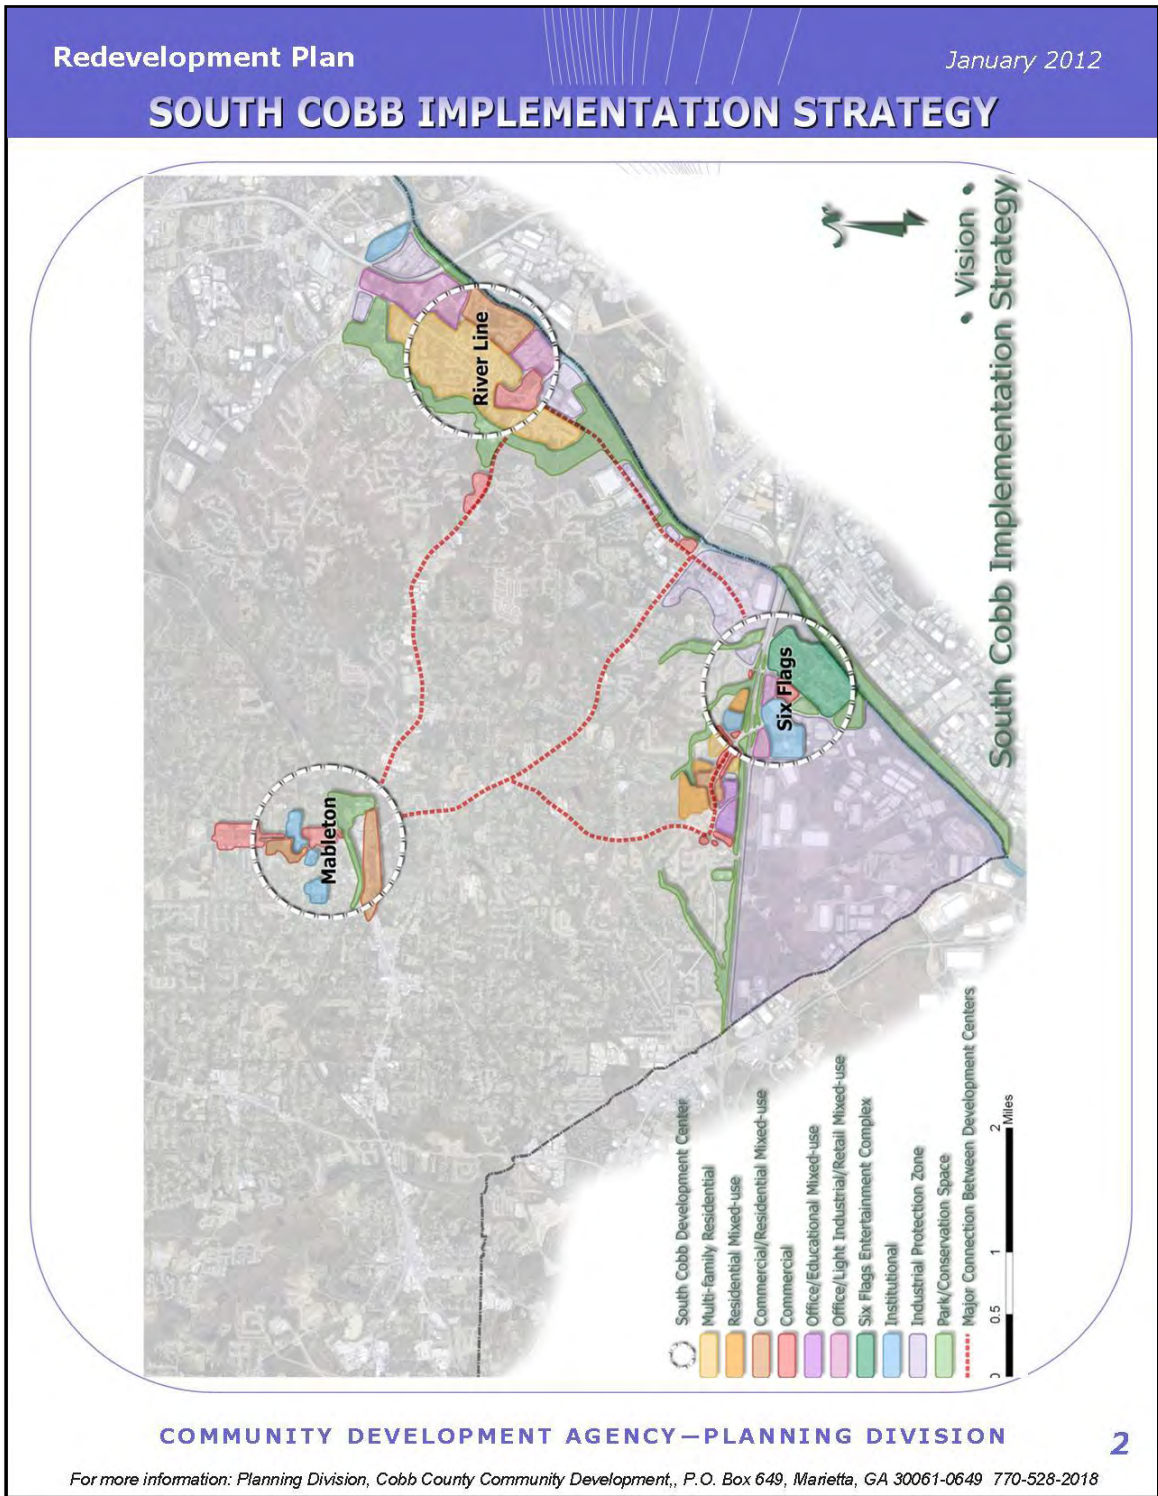 Redevelopment Plan
January 2012
SOUTH COBB IMPLEMENTATION STRATEGY
• Vision •
South Cobb Implementation Strategy
River Line
Mableton
Six Flags
South Cobb Development Center
Multi-family Residential
Residential Mixed-use
Commercial/Residential Mixed-use
Commercial
Office/Educational Mixed-use
Office/Light Industrial/Retail Mixed-use
Six Flags Entertainment Complex
Institutional
Industrial Protection Zone
Park/Conservation Space
Major Connection Between Development Centers
0 0.5 1 2
Miles
COMMUNITY DEVELOPMENT AGENCY—PLANNING DIVISION
2
For more information: Planning Division, Cobb County Community Development,, P.O. Box 649, Marietta, GA 30061-0649 770-528-2018